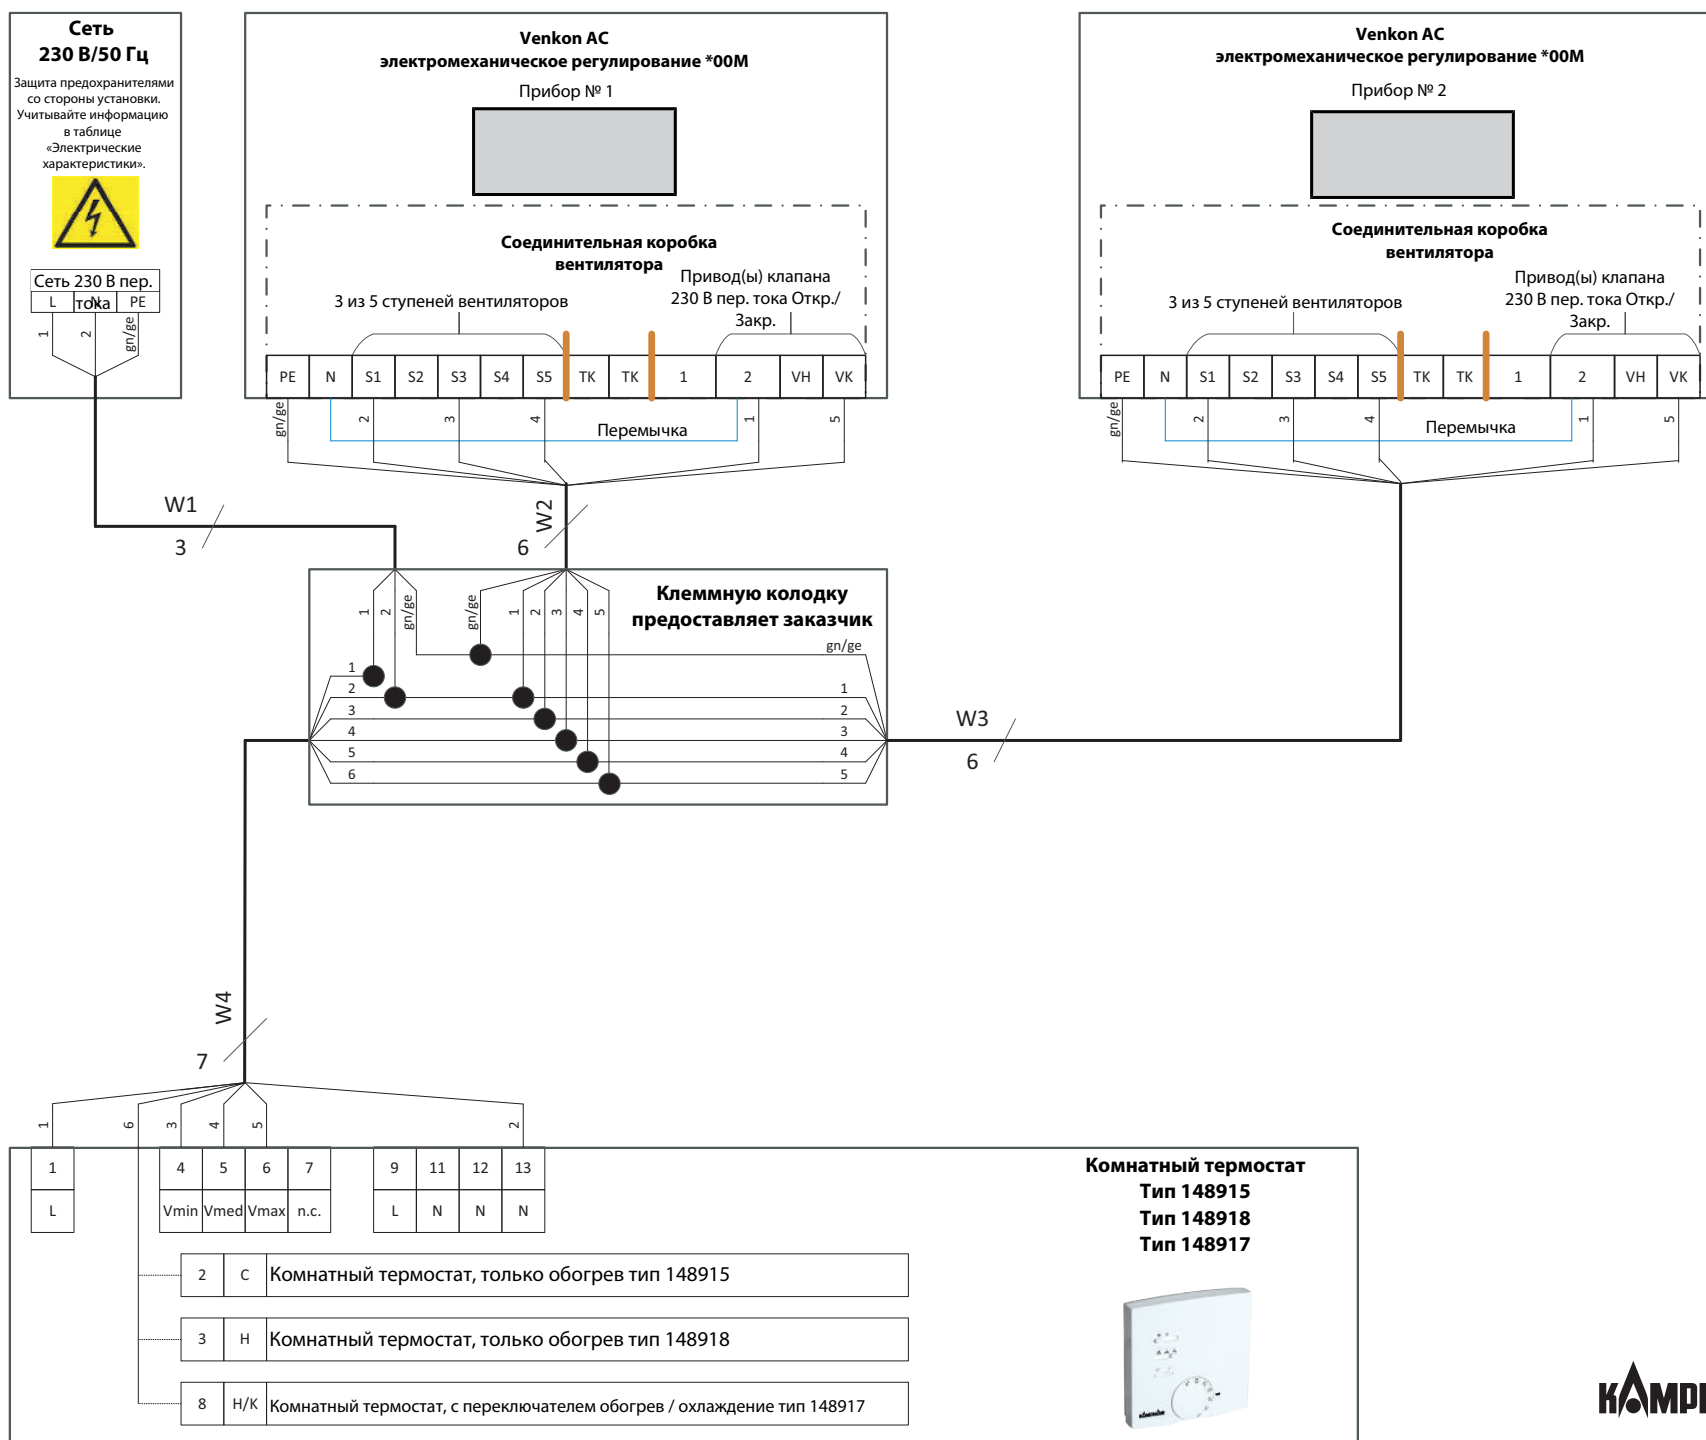 Сеть
230 В/50 Гц
Защита предохранителями
со стороны установки.
Учитывайте информацию
в таблице
«Электрические
характеристики».
Сеть 230 В пер.
тока
L N PE
1 2 gn/ge
Venkon AC
электромеханическое регулирование *00M
Прибор № 1
Соединительная коробка
вентилятора
3 из 5 ступеней вентиляторов
Привод(ы) клапана
230 В пер. тока Откр./
Закр.
PE N S1 S2 S3 S4 S5 TK TK 1 2 VH VK
gn/ge 2 3 4 1 5
Перемычка
Venkon AC
электромеханическое регулирование *00M
Прибор № 2
Соединительная коробка
вентилятора
3 из 5 ступеней вентиляторов
Привод(ы) клапана
230 В пер. тока Откр./
Закр.
PE N S1 S2 S3 S4 S5 TK TK 1 2 VH VK
gn/ge 2 3 4 1 5
Перемычка
W1
3
W2
6
Клеммную колодку
предоставляет заказчик
1 2 gn/ge gn/ge 1 2 3 4 5
gn/ge
1
2 1
3 2
4 3
5 4
6 5
W3
6
W4
7
1 6 3 4 5 2
1 4 5 6 7 9 11 12 13
L Vmin Vmed Vmax n.c. L N N N
2 C Комнатный термостат, только обогрев тип 148915
3 H Комнатный термостат, только обогрев тип 148918
8 H/K Комнатный термостат, с переключателем обогрев / охлаждение тип 148917
Комнатный термостат
Тип 148915
Тип 148918
Тип 148917